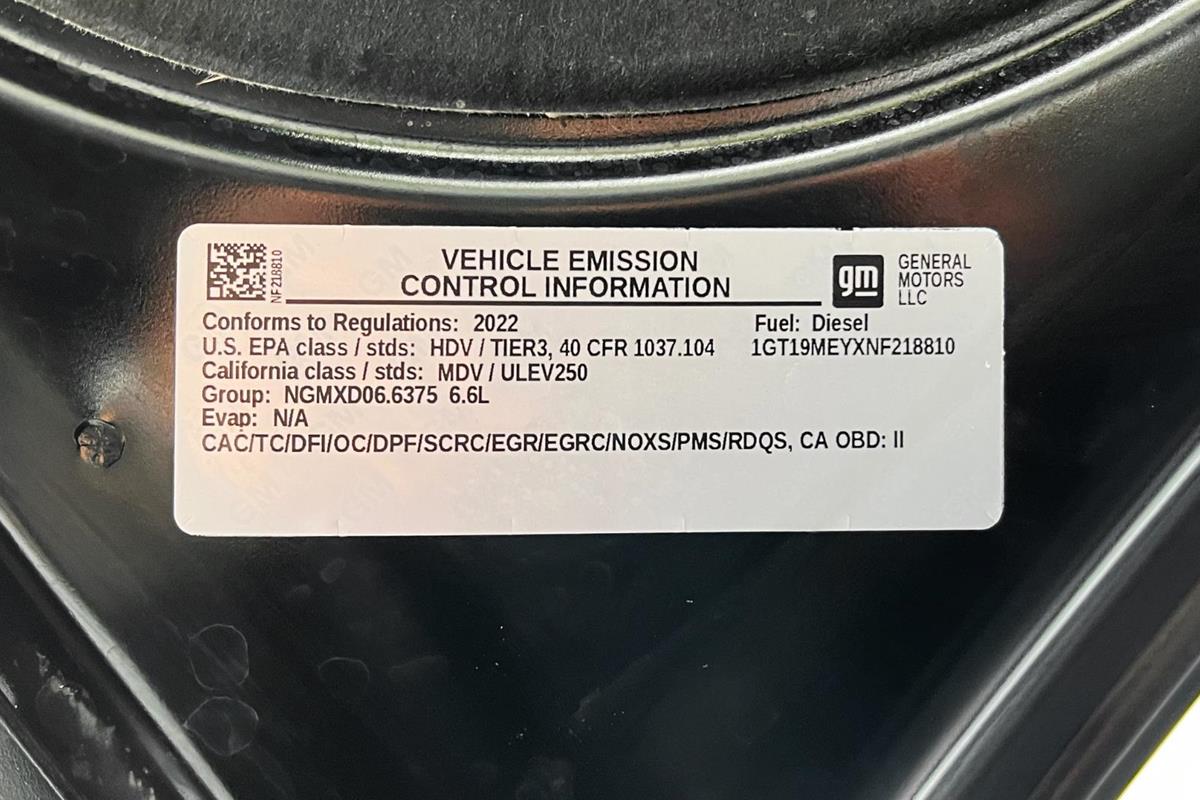 NF218810
VEHICLE EMISSION
CONTROL INFORMATION
gm
GENERAL
MOTORS
LLC
Conforms to Regulations: 2022
Fuel: Diesel
U.S. EPA class / stds: HDV / TIER3, 40 CFR 1037.104
1GT19MEYXNF218810
California class / stds: MDV / ULEV250
Group: NGMXD06.6375 6.6L
Evap: N/A
CAC/TC/DFI/OC/DPF/SCRC/EGR/EGRC/NOXS/PMS/RDQS, CA OBD: II